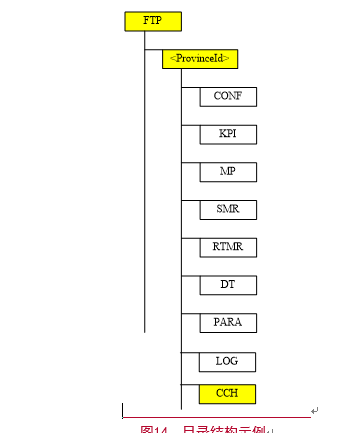 FTP
<ProvinceId>
CONF
KPI
MP
SMR
RTMR
DT
PARA
LOG
CCH
图14 目录结构示例